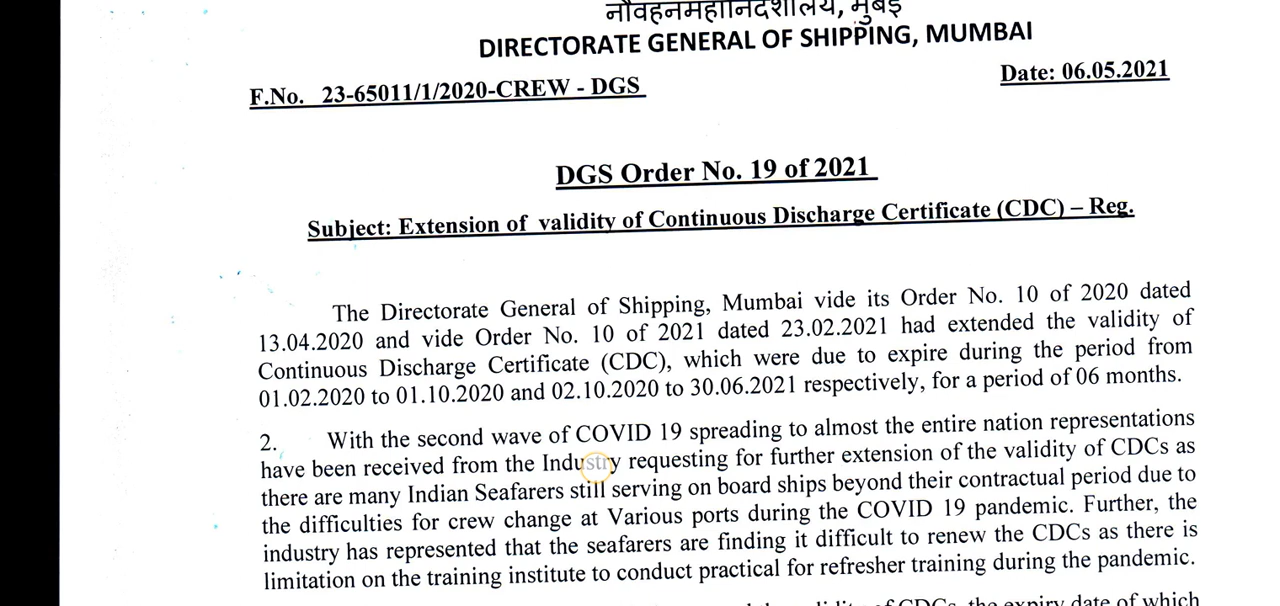 नौवहनमहानिदेशालय, मुंबई
DIRECTORATE GENERAL OF SHIPPING, MUMBAI
F.No. 23-65011/1/2020-CREW - DGS
Date: 06.05.2021
DGS Order No. 19 of 2021
Subject: Extension of validity of Continuous Discharge Certificate (CDC) – Reg.
The Directorate General of Shipping, Mumbai vide its Order No. 10 of 2020 dated
13.04.2020 and vide Order No. 10 of 2021 dated 23.02.2021 had extended the validity of
Continuous Discharge Certificate (CDC), which were due to expire during the period from
01.02.2020 to 01.10.2020 and 02.10.2020 to 30.06.2021 respectively, for a period of 06 months.
2. With the second wave of COVID 19 spreading to almost the entire nation representations
have been received from the Industry requesting for further extension of the validity of CDCs as
there are many Indian Seafarers still serving on board ships beyond their contractual period due to
the difficulties for crew change at Various ports during the COVID 19 pandemic. Further, the
industry has represented that the seafarers are finding it difficult to renew the CDCs as there is
limitation on the training institute to conduct practical for refresher training during the pandemic.
the validity of CDCs, the expiry date of which